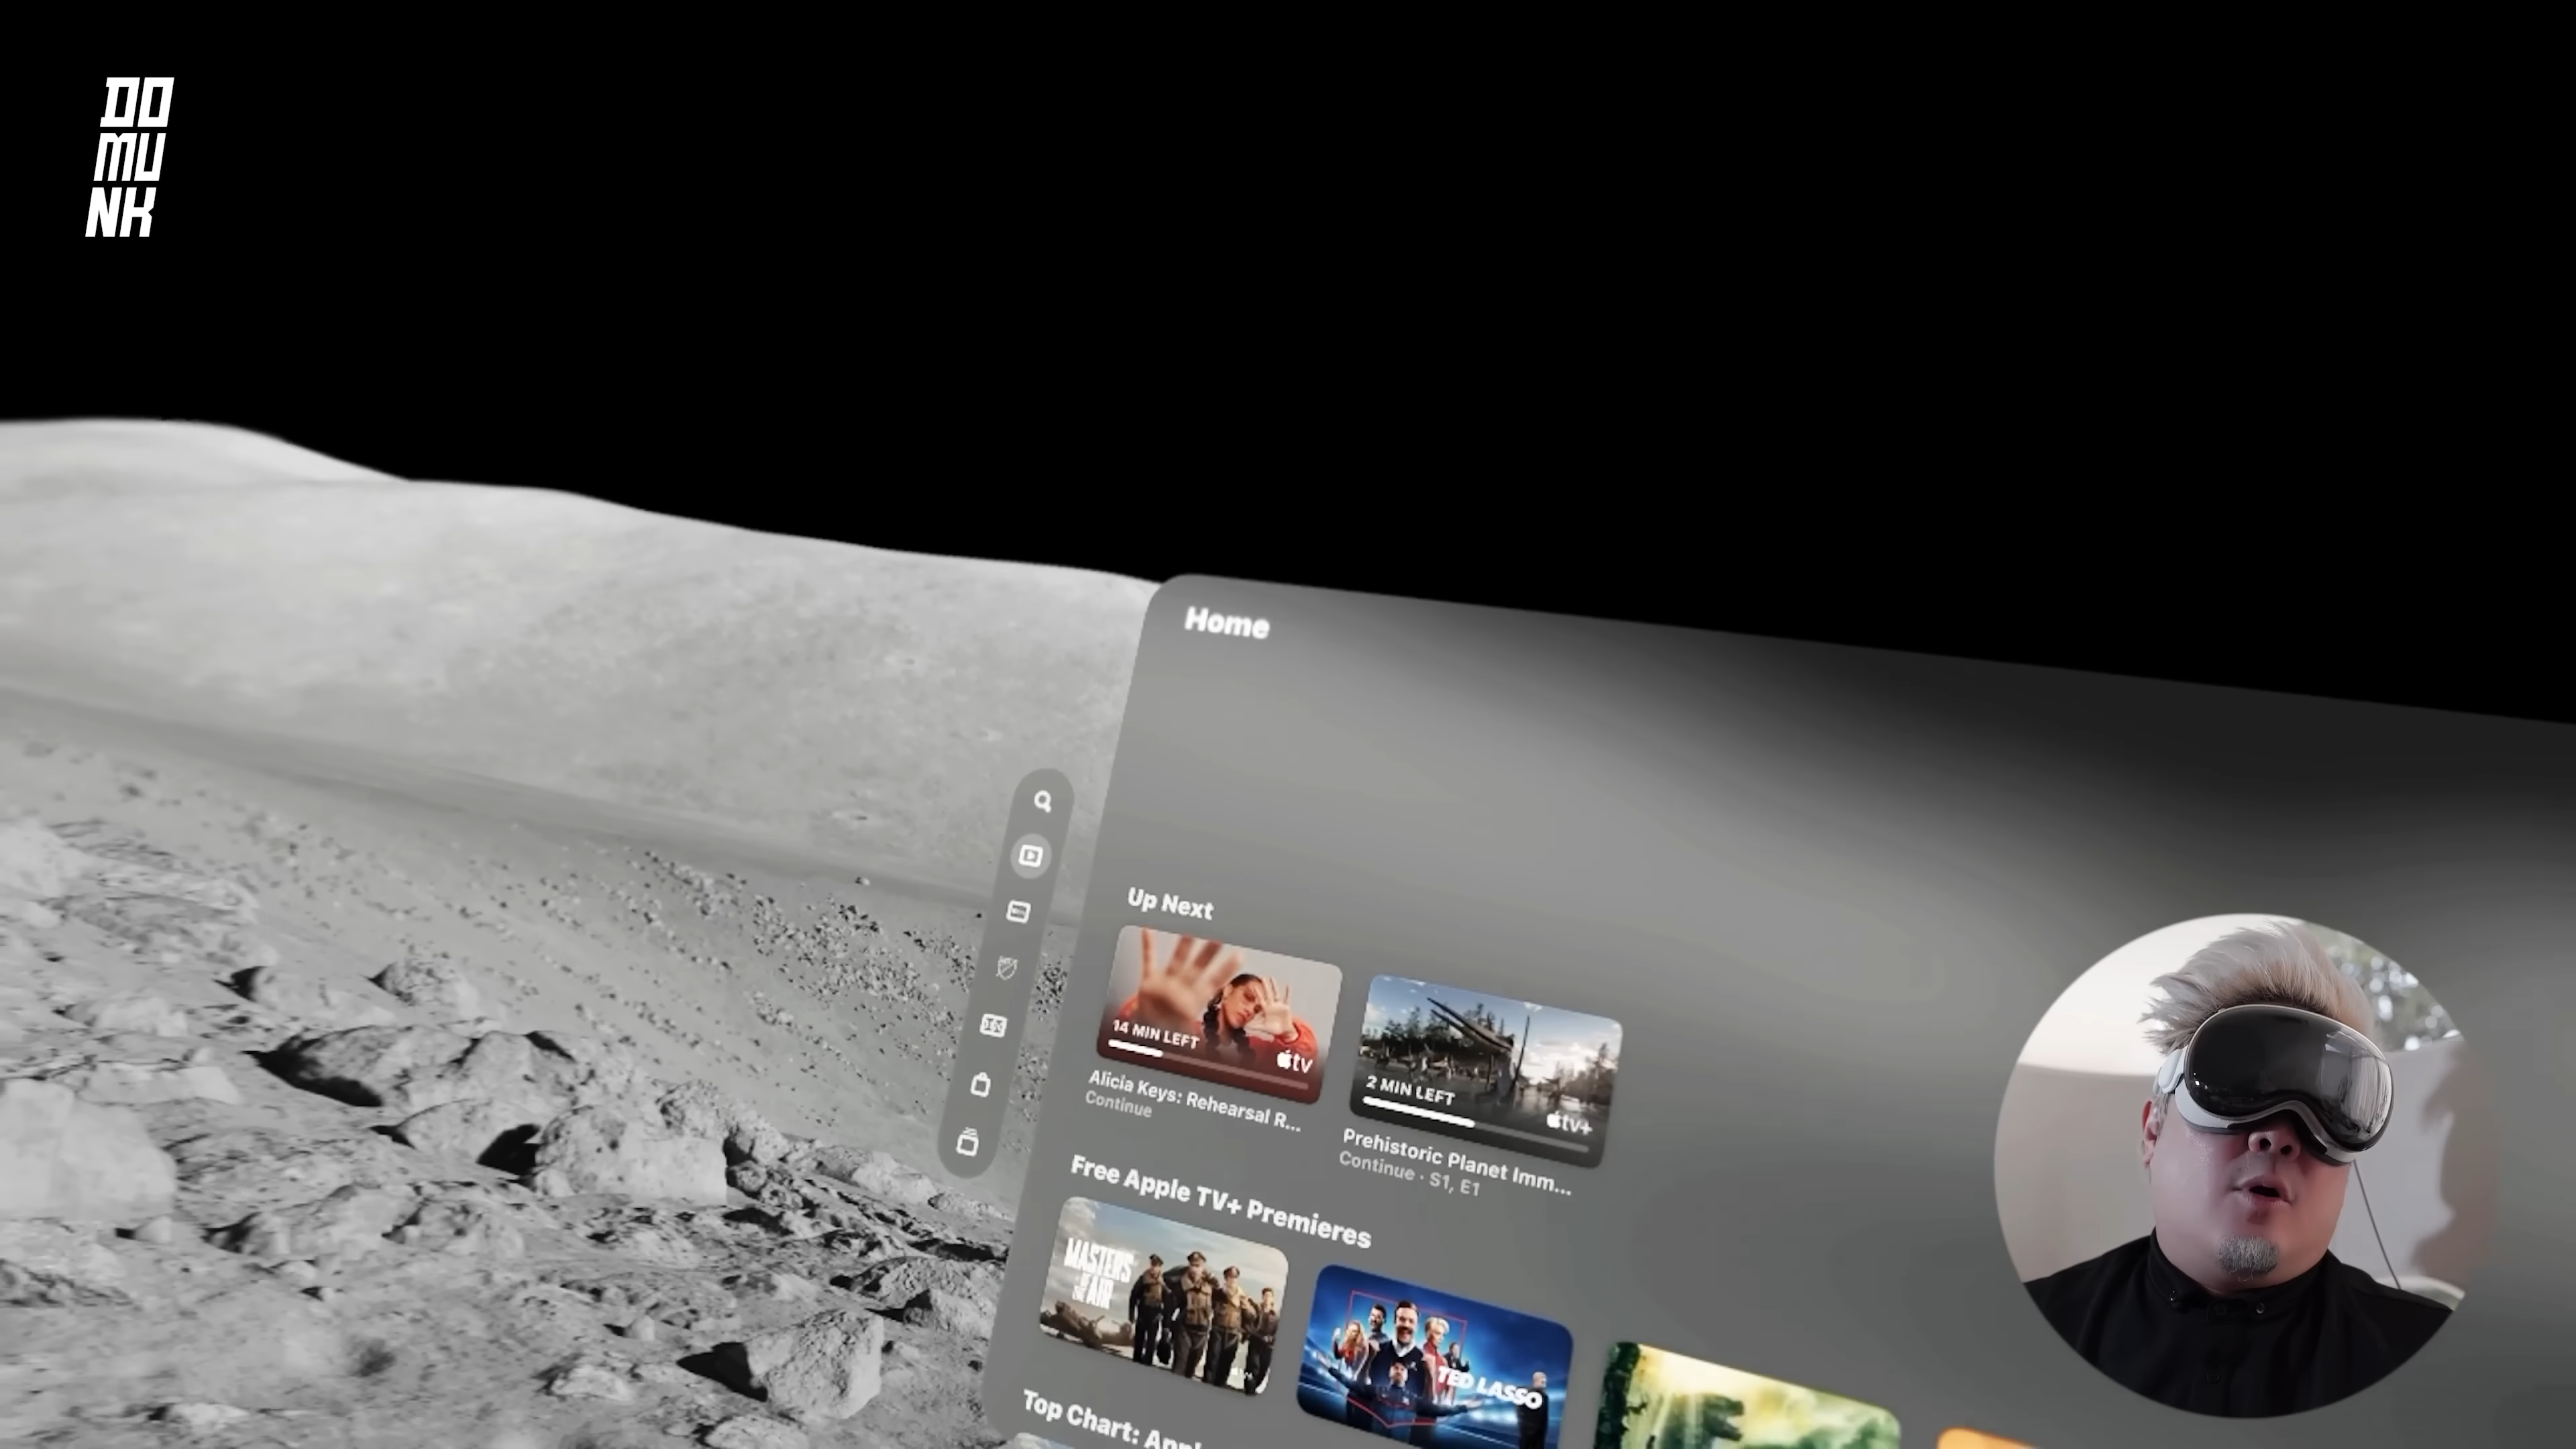 DO
MU
NK
Home
Up Next
14 MIN LEFT
tv
Alicia Keys: Rehearsal R...
Continue
2 MIN LEFT
tv+
Prehistoric Planet Imm...
Continue · S1, E1
Free Apple TV+ Premieres
MASTERS
OF THE
AIR
TED LASSO
Top Chart: